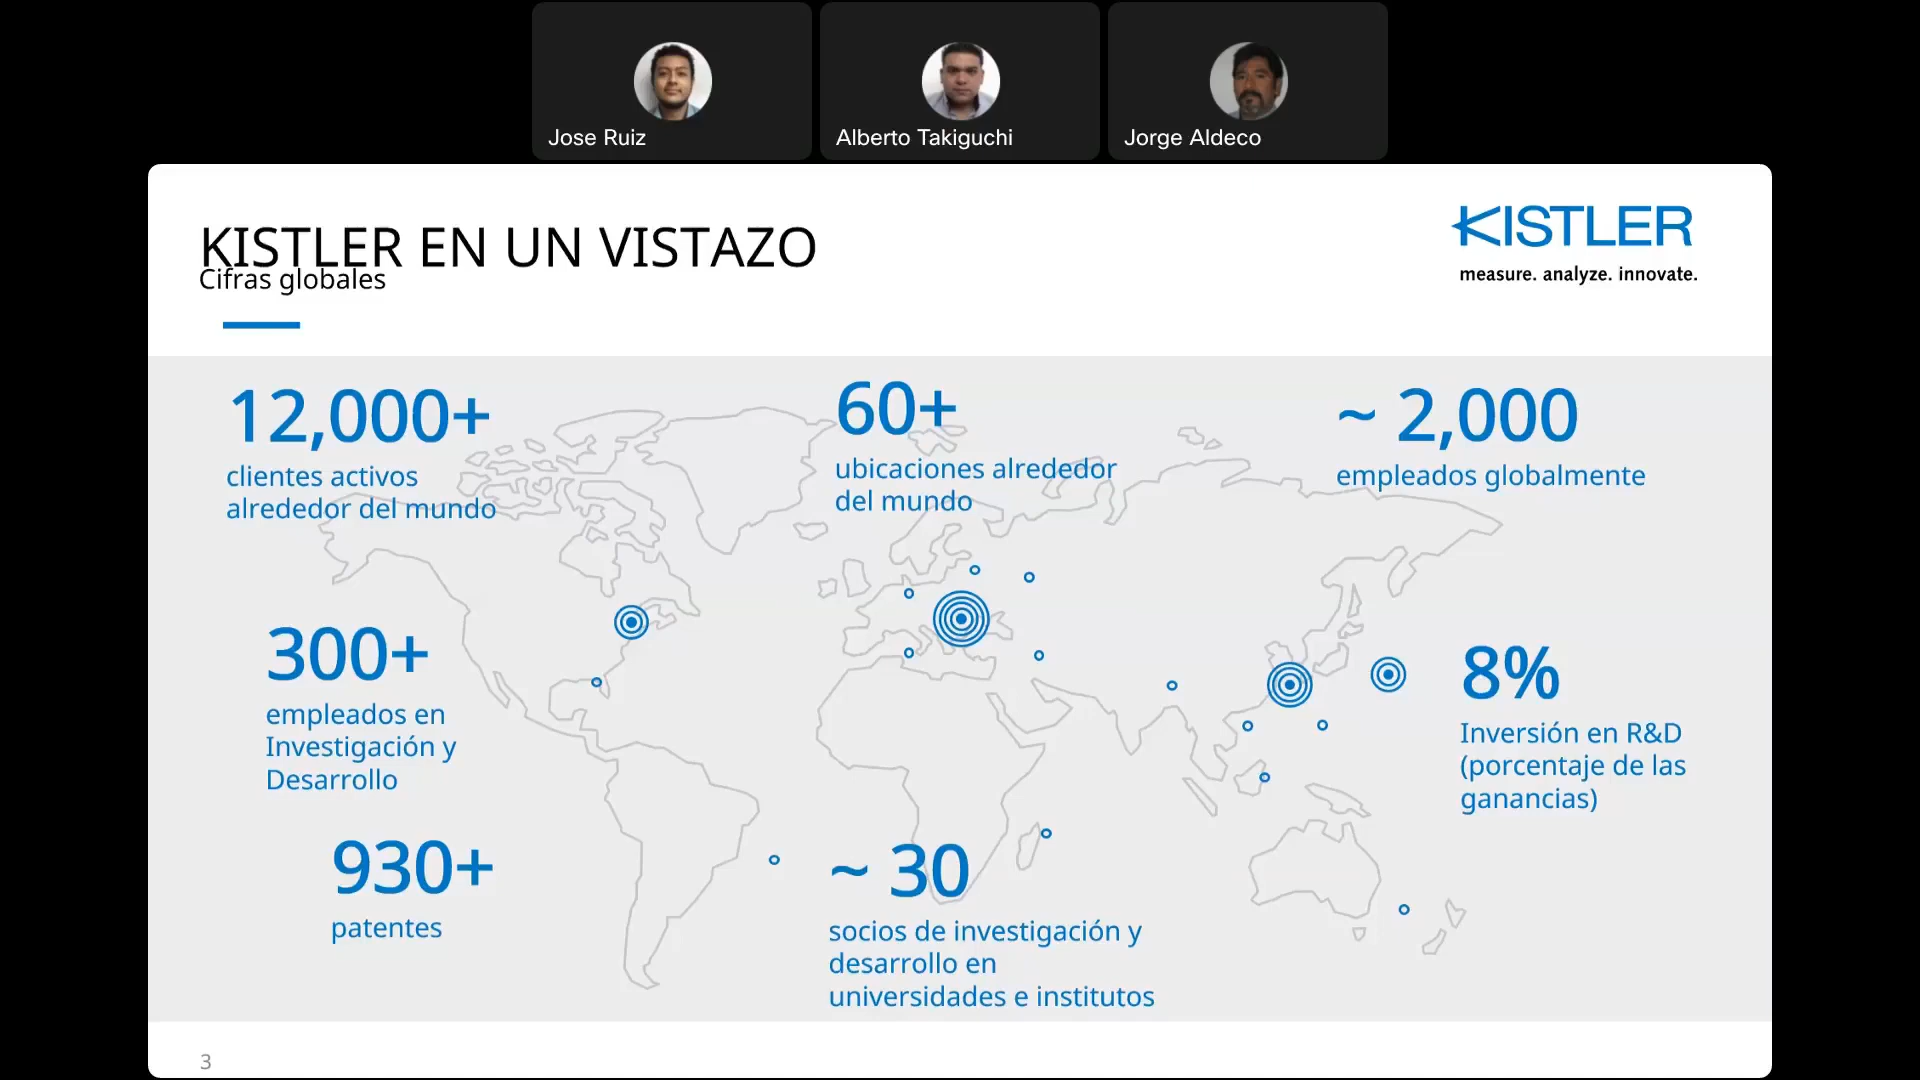 Jose Ruiz
Alberto Takiguchi
Jorge Aldeco
KISTLER EN UN VISTAZO
Cifras globales
KISTLER
measure. analyze. innovate.
12,000+
clientes activos
alrededor del mundo
60+
ubicaciones alrededor
del mundo
~ 2,000
empleados globalmente
300+
empleados en
Investigación y
Desarrollo
8%
Inversión en R&D
(porcentaje de las
ganancias)
930+
patentes
~ 30
socios de investigación y
desarrollo en
universidades e institutos
3